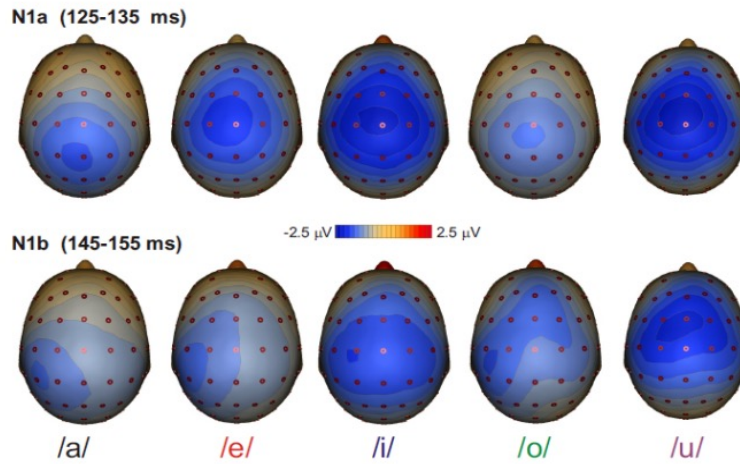 N1a (125-135 ms)
-2.5 µV 2.5 µV
N1b (145-155 ms)
/a/ /e/ /i/ /o/ /u/